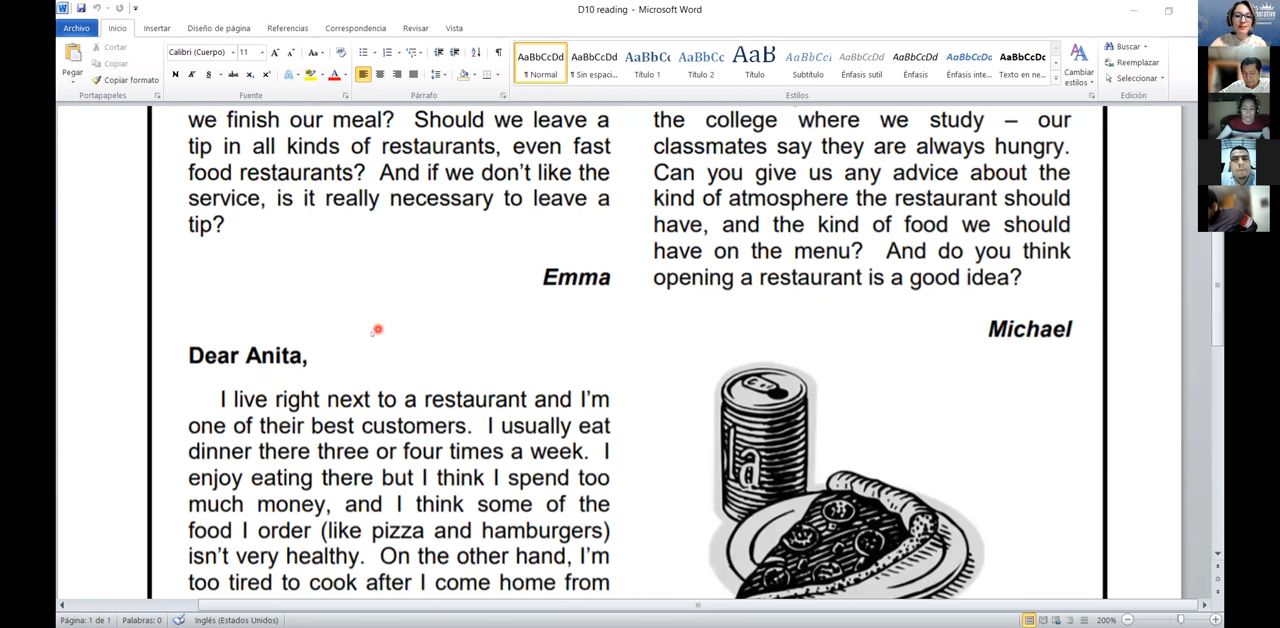 D10 reading - Microsoft Word
Archivo Inicio Insertar Diseño de página Referencias Correspondencia Revisar Vista
Pegar
Cortar
Copiar
Copiar formato
Portapapeles
Calibri (Cuerpo) 11
Fuente
Párrafo
AaBbCcDd AaBbCcDd AaBbCc AaBbCc AaB AaBbCcI AaBbCcDd AaBbCcDd AaBbCcDc AaBbCcDc
¶ Normal ¶ Sin espaci... Título 1 Título 2 Título Subtítulo Énfasis sutil Énfasis Énfasis inte... Texto en ne...
Estilos
Cambiar
estilos
Buscar
Reemplazar
Seleccionar
Edición
we finish our meal? Should we leave a
tip in all kinds of restaurants, even fast
food restaurants? And if we don't like the
service, is it really necessary to leave a
tip?
Emma
Dear Anita,
I live right next to a restaurant and I'm
one of their best customers. I usually eat
dinner there three or four times a week. I
enjoy eating there but I think I spend too
much money, and I think some of the
food I order (like pizza and hamburgers)
isn't very healthy. On the other hand, I'm
too tired to cook after I come home from
the college where we study – our
classmates say they are always hungry.
Can you give us any advice about the
kind of atmosphere the restaurant should
have, and the kind of food we should
have on the menu? And do you think
opening a restaurant is a good idea?
Michael
la
Página: 1 de 1 Palabras: 0 Inglés (Estados Unidos) 200%